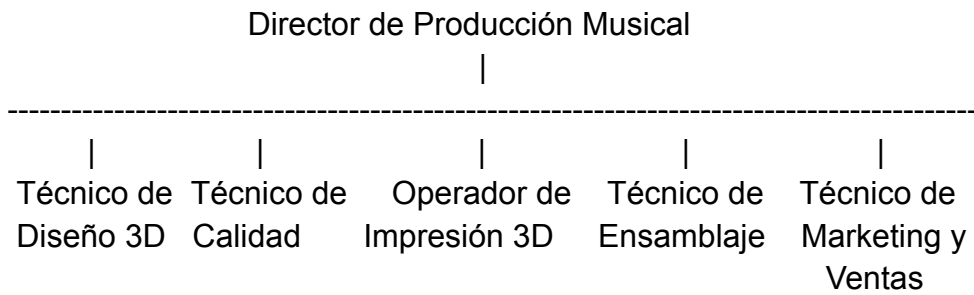 Director de Producción Musical
|
------------------------------------------------------------------------------------------
| | | | |
Técnico de Técnico de Operador de Técnico de Técnico de
Diseño 3D Calidad Impresión 3D Ensamblaje Marketing y
Ventas